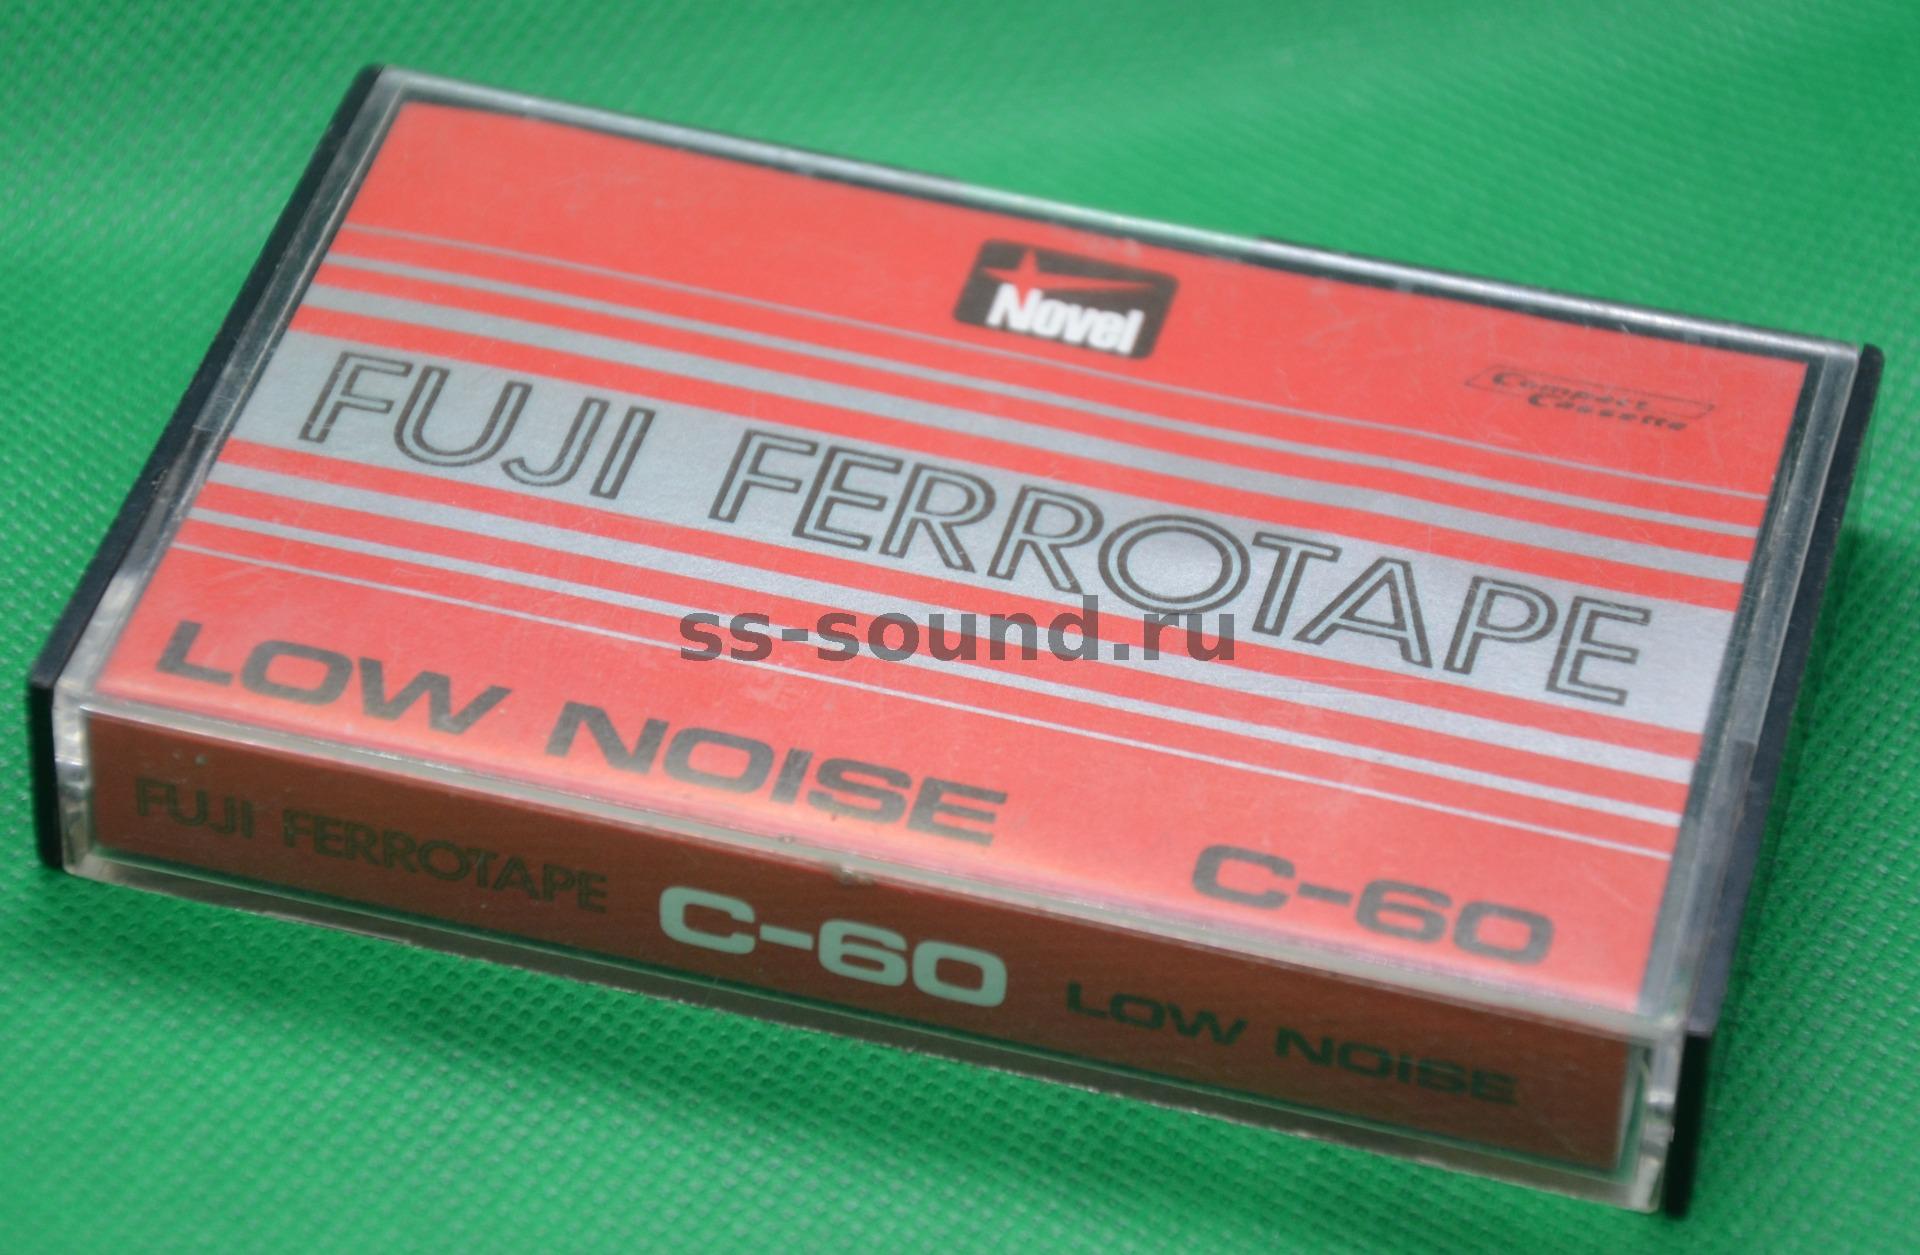 Novel
Compact
Cassette
FUJI FERROTAPE
ss-sound.ru
LOW NOISE
C-60
FUJI FERROTAPE
C-60
LOW NOISE